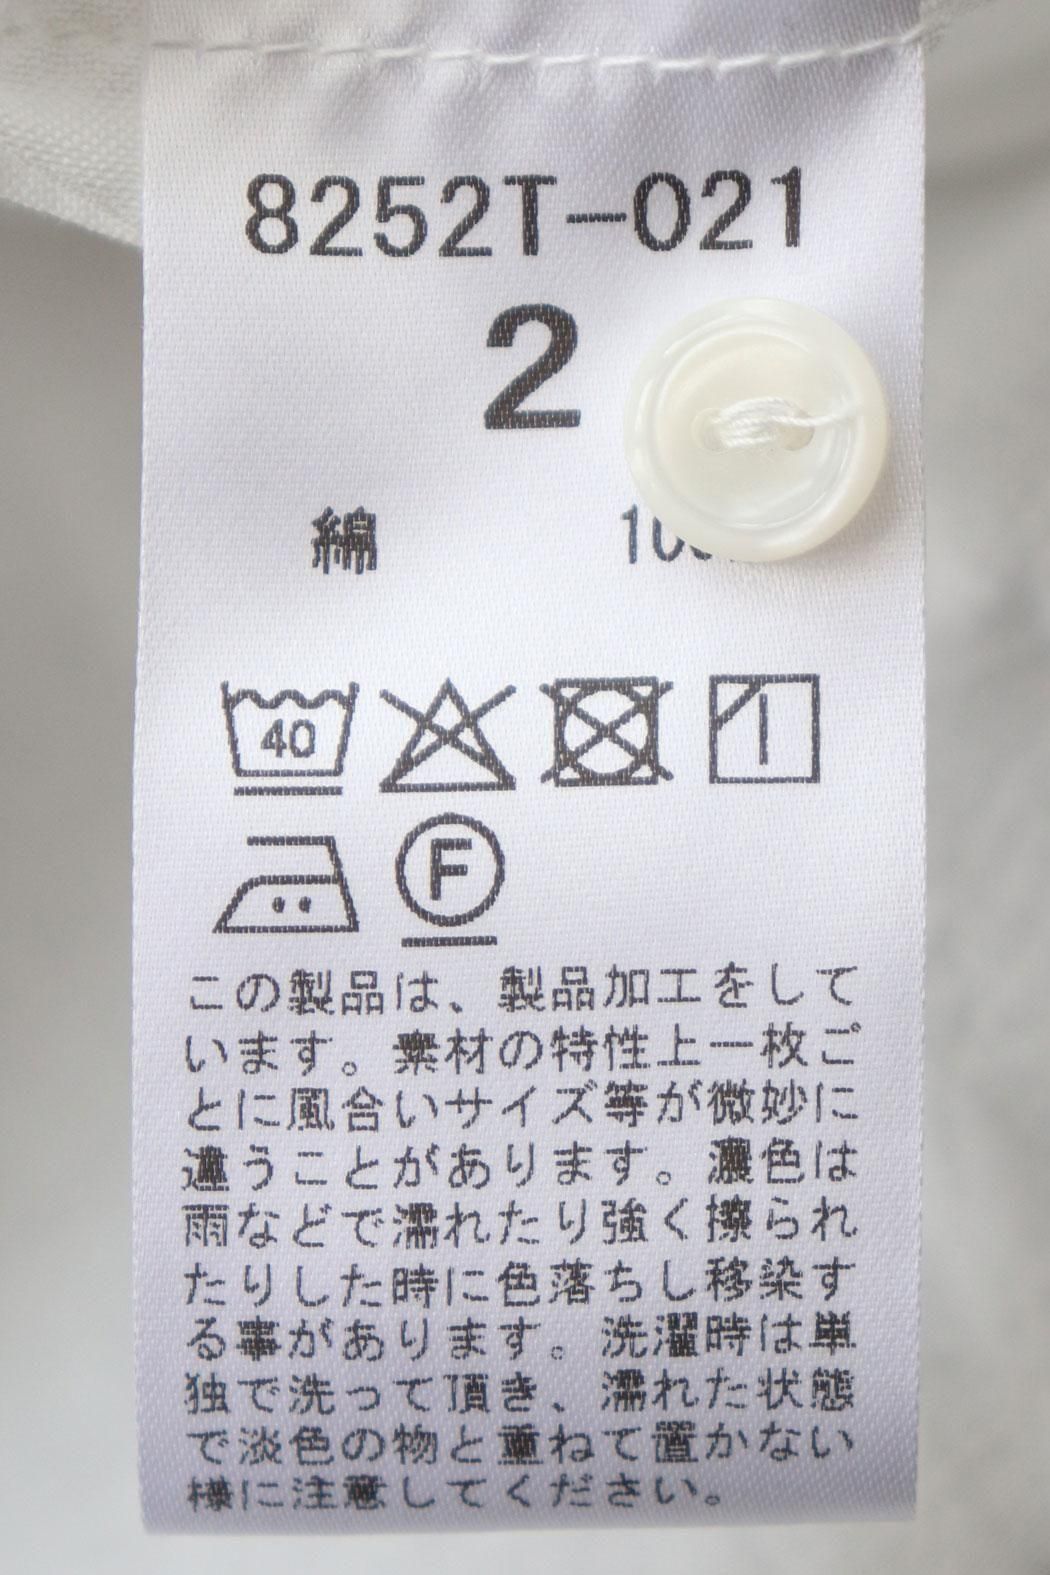 8252T-021
2
綿 10
40
F
この製品は、製品加工をして
います。素材の特性上一枚ご
とに風合いサイズ等が微妙に
違うことがあります。濃色は
雨などで濡れたり強く擦られ
たりした時に色落ちし移染す
る事があります。洗濯時は単
独で洗って頂き、濡れた状態
で淡色の物と重ねて置かない
様に注意してください。